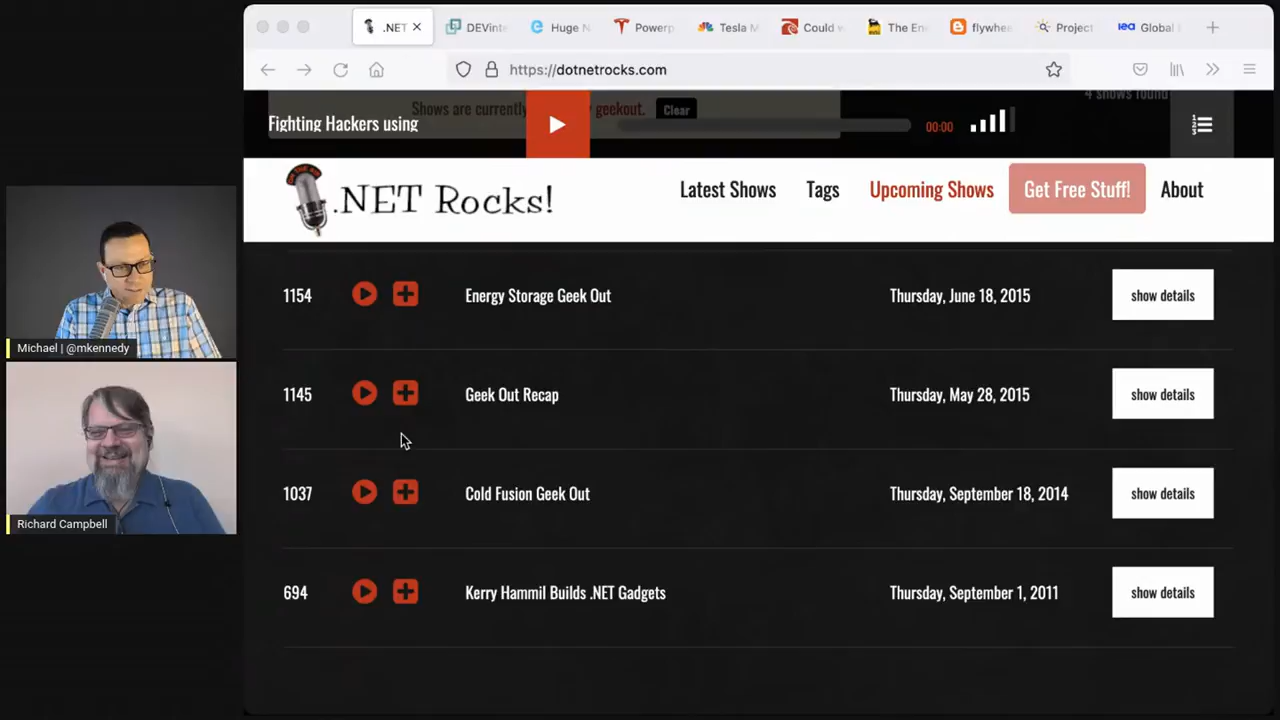 .NET
DEVint
Huge N
Powerp
Tesla M
Could w
The En
flywhe
Project
iea Global
https://dotnetrocks.com
Shows are currently geekout. Clear
4 shows found
Fighting Hackers using
00:00
.NET Rocks!
Latest Shows
Tags
Upcoming Shows
Get Free Stuff!
About
1154 Energy Storage Geek Out Thursday, June 18, 2015 show details
1145 Geek Out Recap Thursday, May 28, 2015 show details
1037 Cold Fusion Geek Out Thursday, September 18, 2014 show details
694 Kerry Hammil Builds .NET Gadgets Thursday, September 1, 2011 show details
Michael | @mkennedy
Richard Campbell